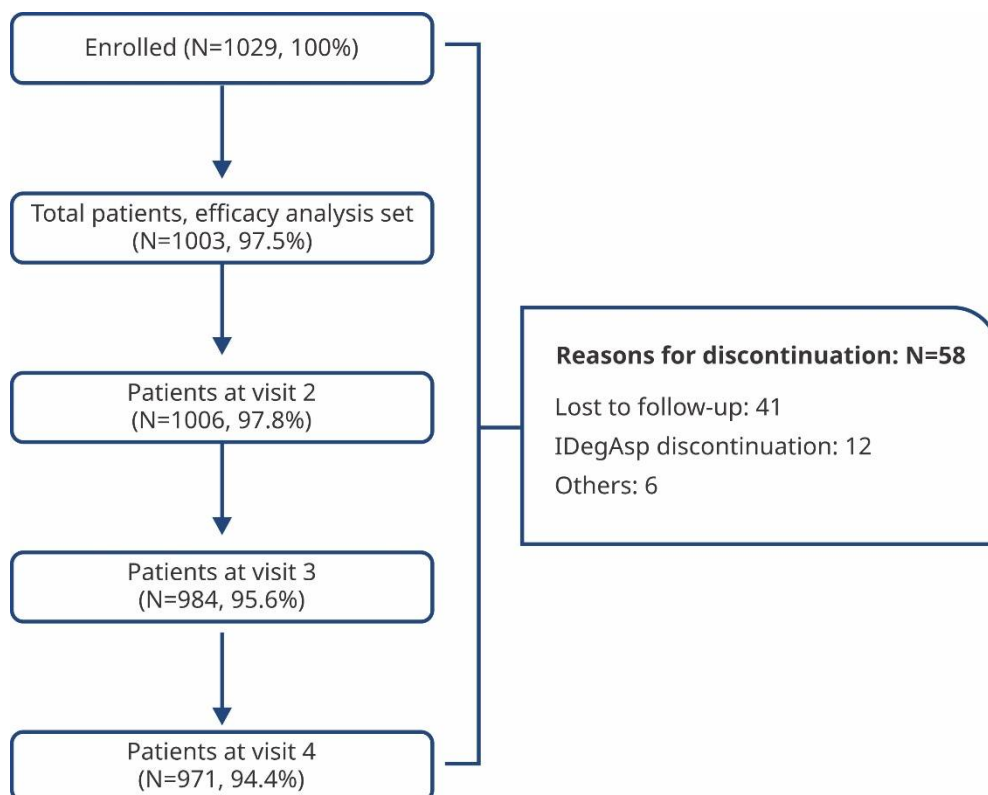 Enrolled (N=1029, 100%)
Total patients, efficacy analysis set
(N=1003, 97.5%)
Patients at visit 2
(N=1006, 97.8%)
Patients at visit 3
(N=984, 95.6%)
Patients at visit 4
(N=971, 94.4%)
Reasons for discontinuation: N=58
Lost to follow-up: 41
IDegAsp discontinuation: 12
Others: 6